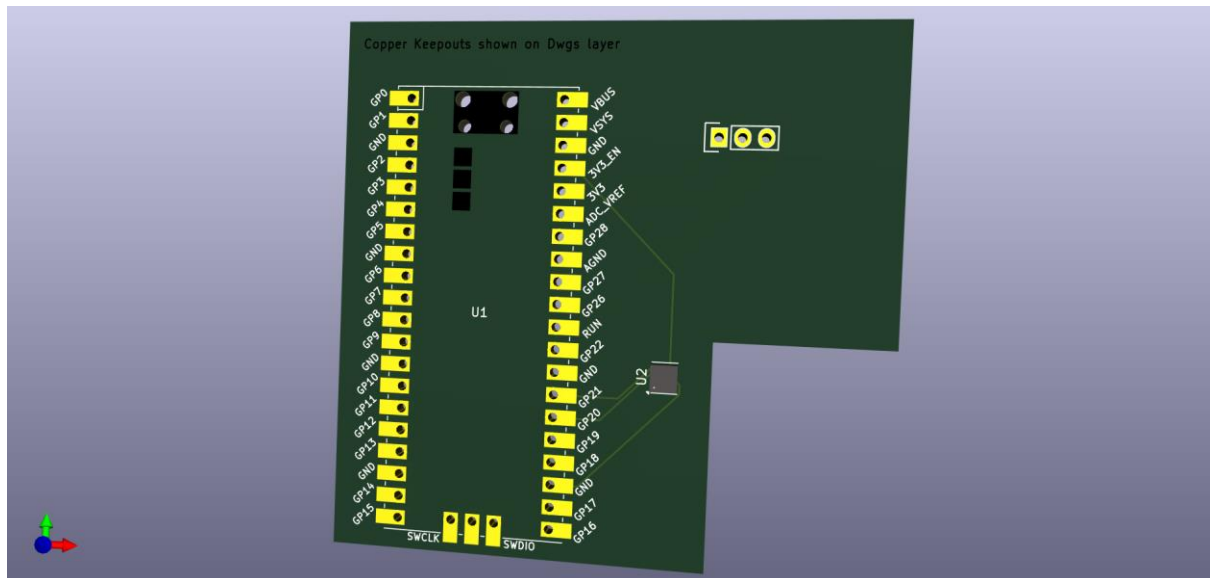 Copper Keepouts shown on Dwgs layer
GP0
GP1
GND
GP2
GP3
GP4
GP5
GND
GP6
GP7
GP8
GP9
GND
GP10
GP11
GP12
GP13
GND
GP14
GP15
U1
VBUS
VSYS
GND
3V3_EN
3V3
ADC_VREF
GP28
AGND
GP27
GP26
RUN
GP22
GND
GP21
GP20
GP19
GP18
GND
GP17
GP16
U2
SWCLK
SWDIO